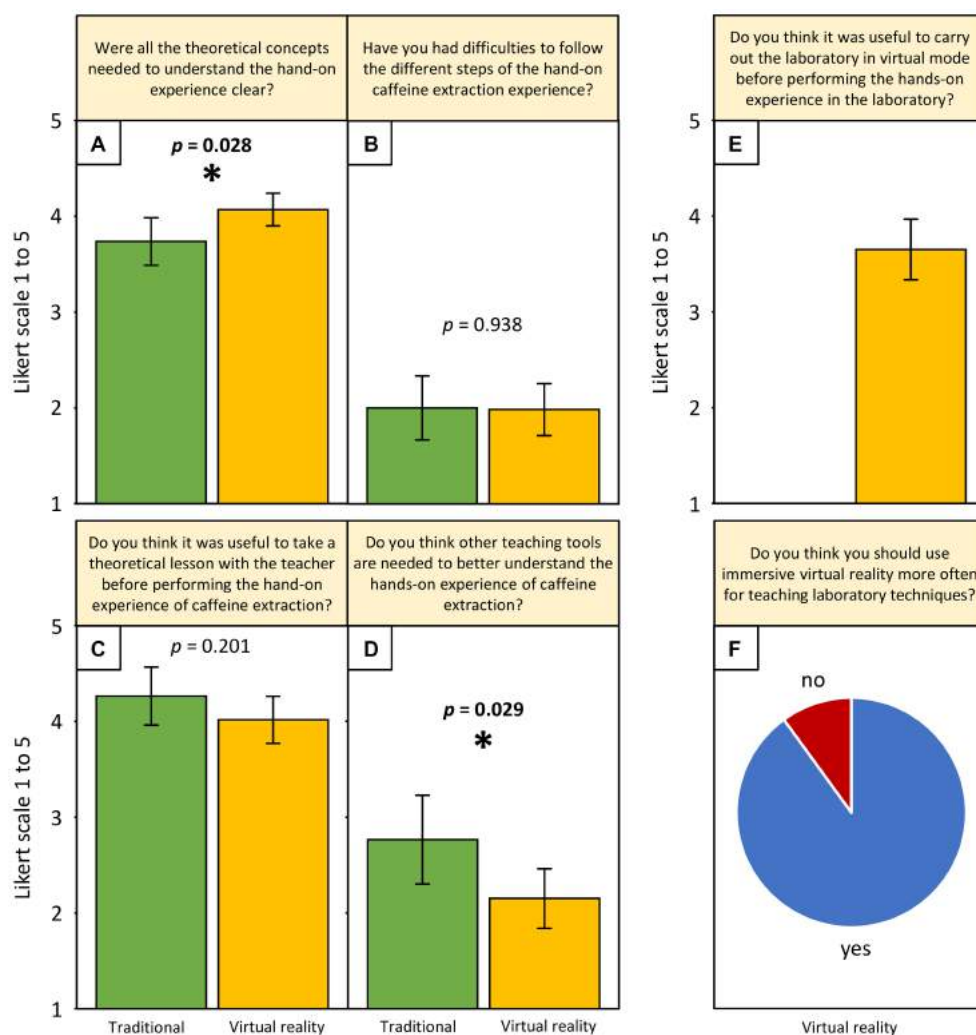 Were all the theoretical concepts
needed to understand the hand-on
experience clear?
Have you had difficulties to follow
the different steps of the hand-on
caffeine extraction experience?
Do you think it was useful to carry
out the laboratory in virtual mode
before performing the hands-on
experience in the laboratory?
Likert scale 1 to 5
5
4
3
2
1
A
p = 0.028
*
B
p = 0.938
Likert scale 1 to 5
5
4
3
2
1
E
Do you think it was useful to take a
theoretical lesson with the teacher
before performing the hand-on
experience of caffeine extraction?
Do you think other teaching tools
are needed to better understand the
hands-on experience of caffeine
extraction?
Do you think you should use
immersive virtual reality more often
for teaching laboratory techniques?
Likert scale 1 to 5
5
4
3
2
1
C
p = 0.201
D
p = 0.029
*
F
no
yes
Traditional
Virtual reality
Traditional
Virtual reality
Virtual reality